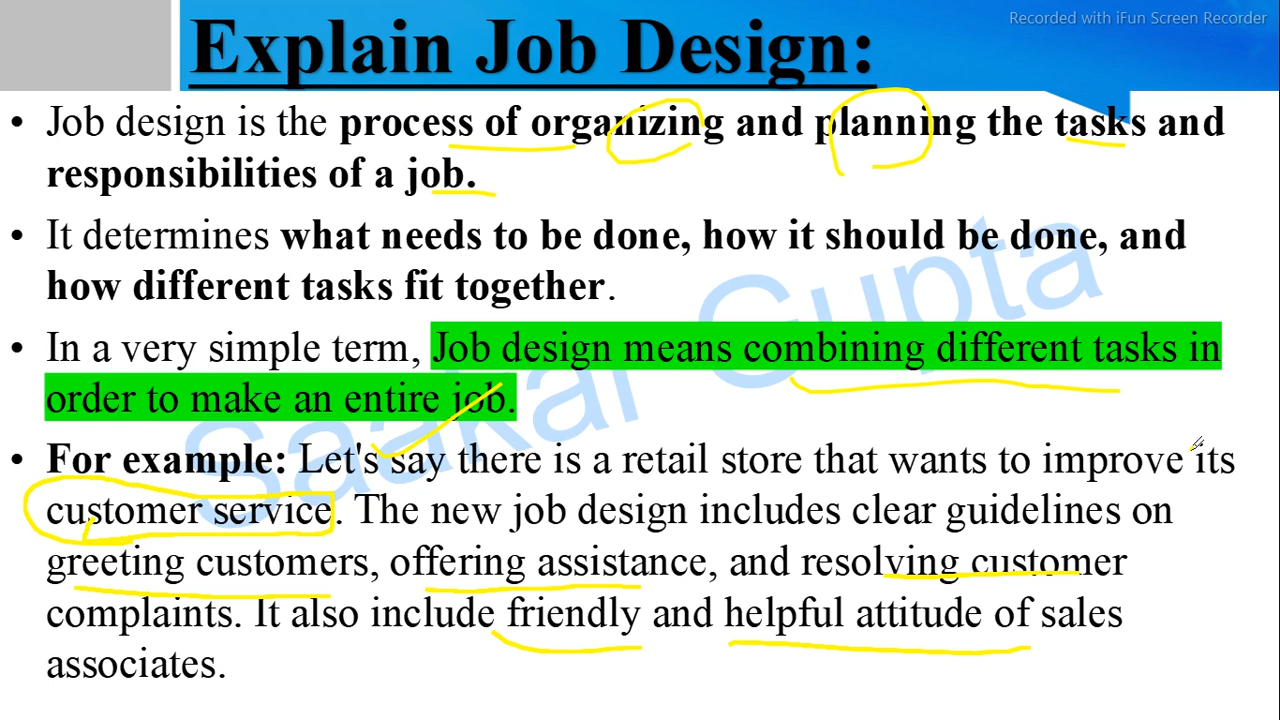 Recorded with iFun Screen Recorder
Explain Job Design:
• Job design is the process of organizing and planning the tasks and
responsibilities of a job.
• It determines what needs to be done, how it should be done, and
how different tasks fit together.
• In a very simple term, Job design means combining different tasks in
order to make an entire job.
• For example: Let's say there is a retail store that wants to improve its
customer service. The new job design includes clear guidelines on
greeting customers, offering assistance, and resolving customer
complaints. It also include friendly and helpful attitude of sales
associates.
Saakar Gupta